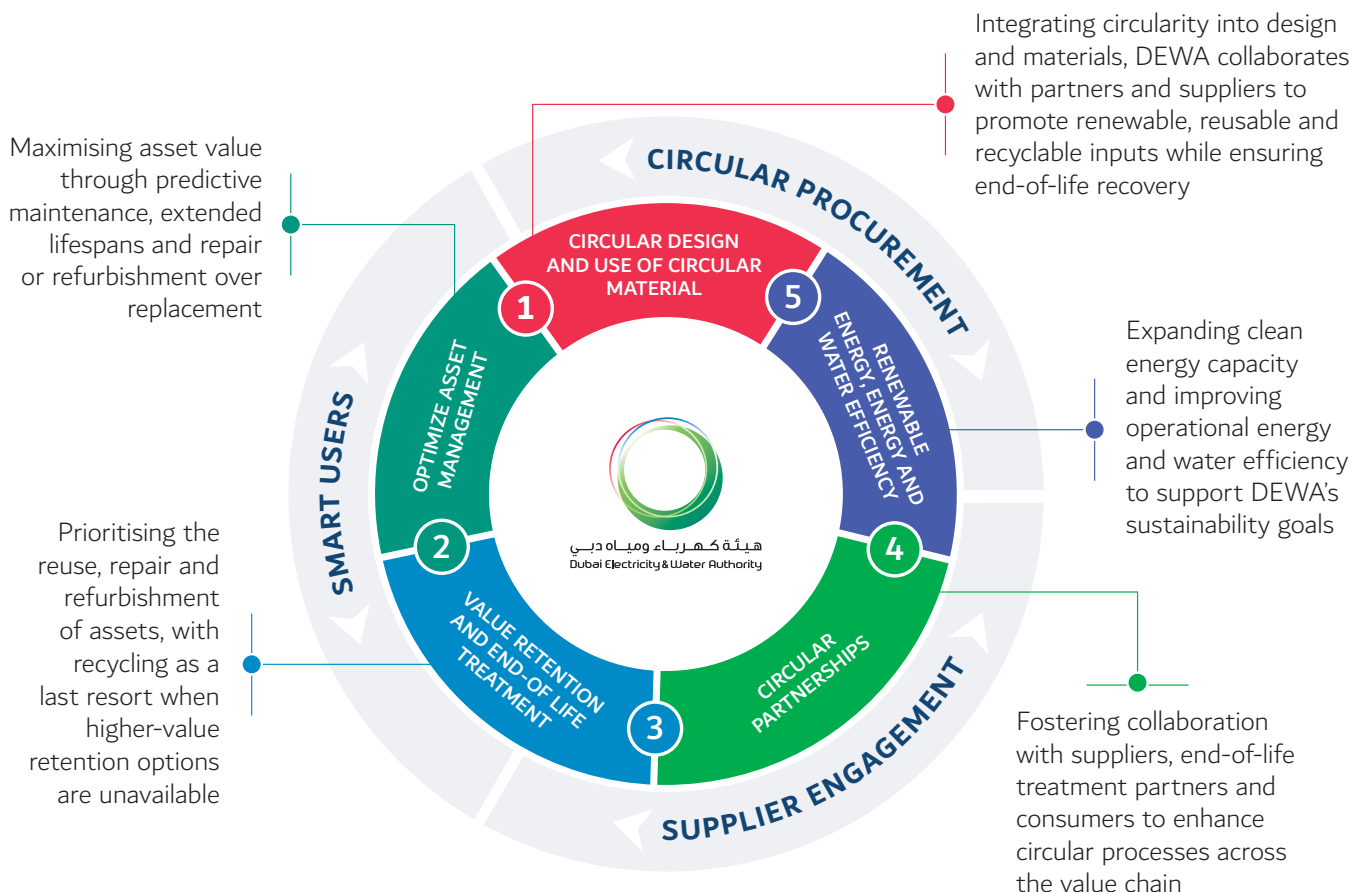 Integrating circularity into design
and materials, DEWA collaborates
with partners and suppliers to
promote renewable, reusable and
recyclable inputs while ensuring
end-of-life recovery
Maximising asset value
through predictive
maintenance, extended
lifespans and repair
or refurbishment over
replacement
CIRCULAR PROCUREMENT
CIRCULAR DESIGN
AND USE OF CIRCULAR
MATERIAL
1
5
RENEWABLE
ENERGY, ENERGY AND
WATER EFFICIENCY
Expanding clean
energy capacity
and improving
operational energy
and water efficiency
to support DEWA's
sustainability goals
SMART USERS
OPTIMIZE ASSET
MANAGEMENT
هيئة كهرباء ومياه دبي
Dubai Electricity & Water Authority
2
4
Prioritising the
reuse, repair and
refurbishment
of assets, with
recycling as a
last resort when
higher-value
retention options
are unavailable
VALUE RETENTION
AND END-OF LIFE
TREATMENT
3
CIRCULAR
PARTNERSHIPS
SUPPLIER ENGAGEMENT
Fostering collaboration
with suppliers, end-of-life
treatment partners and
consumers to enhance
circular processes across
the value chain